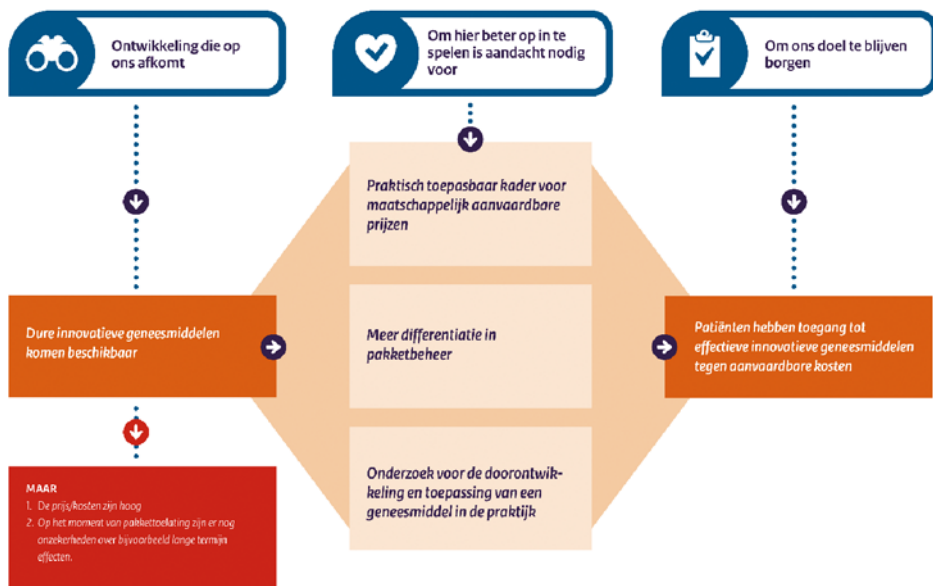 Ontwikkeling die op
ons afkomt
Om hier beter op in te
spelen is aandacht nodig
voor
Om ons doel te blijven
borgen
Praktisch toepasbaar kader voor
maatschappelijk aanvaardbare
prijzen
Dure innovatieve geneesmiddelen
komen beschikbaar
Meer differentiatie in
pakketbeheer
Patiënten hebben toegang tot
effectieve innovatieve geneesmiddelen
tegen aanvaardbare kosten
Onderzoek voor de doorontwik-
keling en toepassing van een
geneesmiddel in de praktijk
MAAR
1. De prijs/kosten zijn hoog
2. Op het moment van pakkettoelating zijn er nog
onzekerheden over bijvoorbeeld lange termijn
effecten.